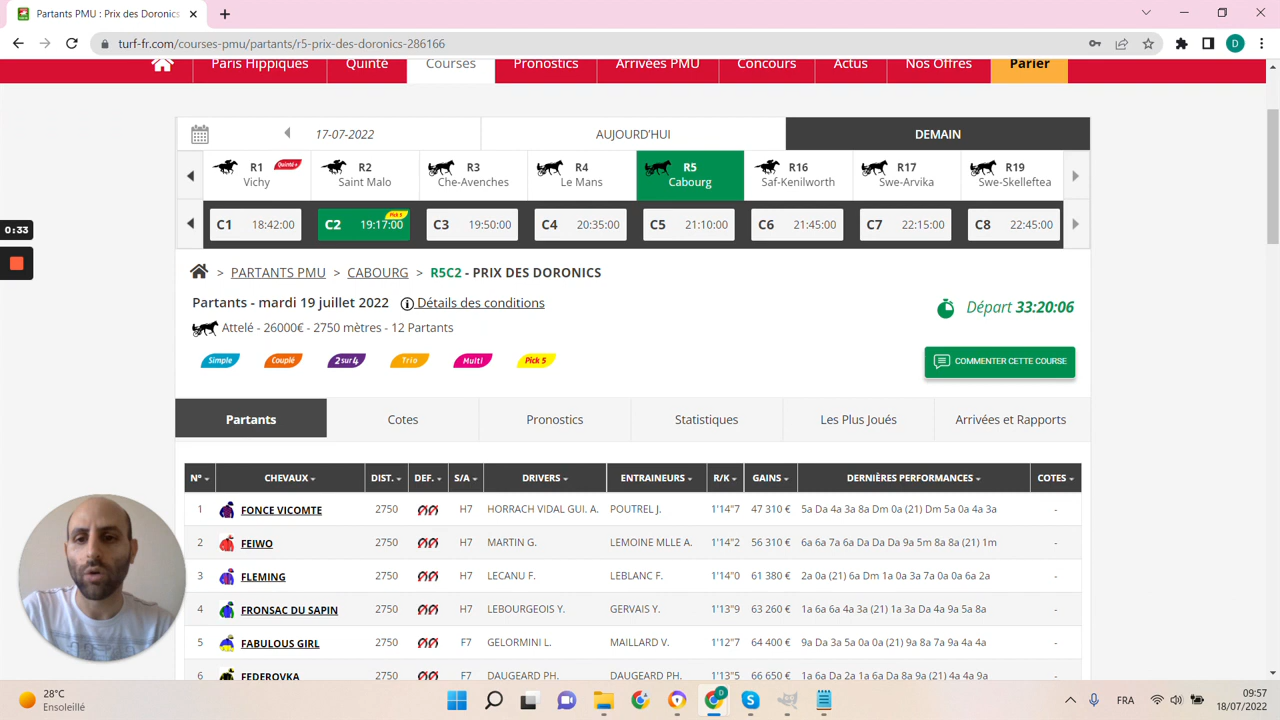 Partants PMU : Prix des Doronics
turf-fr.com/courses-pmu/partants/r5-prix-des-doronics-286166
D
Paris Hippiques Quinté Courses Pronostics Arrivées PMU Concours Actus Nos Offres Parier
17-07-2022 AUJOURD'HUI DEMAIN
R1 Quinté+ R2 R3 R4 R5 R16 R17 R19
Vichy Saint Malo Che-Avenches Le Mans Cabourg Saf-Kenilworth Swe-Arvika Swe-Skelleftea
C1 18:42:00 C2 19:17:00 Pick 5 C3 19:50:00 C4 20:35:00 C5 21:10:00 C6 21:45:00 C7 22:15:00 C8 22:45:00
0:33
> PARTANTS PMU > CABOURG > R5C2 - PRIX DES DORONICS
Partants - mardi 19 juillet 2022 Détails des conditions
Départ 33:20:06
Attelé - 26000€ - 2750 mètres - 12 Partants
Simple Couplé 2sur4 Trio Multi Pick 5
COMMENTER CETTE COURSE
Partants Cotes Pronostics Statistiques Les Plus Joués Arrivées et Rapports
N° CHEVAUX DIST. DEF. S/A DRIVERS ENTRAINEURS R/K GAINS DERNIÈRES PERFORMANCES COTES
1 FONCE VICOMTE 2750 H7 HORRACH VIDAL GUI. A. POUTREL J. 1'14"7 47 310 € 5a Da 4a 3a 8a Dm 0a (21) Dm 5a 0a 4a 3a -
2 FEIWO 2750 H7 MARTIN G. LEMOINE MLLE A. 1'14"2 56 310 € 6a 6a 7a 6a Da Da Da 9a 5m 8a 8a (21) 1m -
3 FLEMING 2750 H7 LECANU F. LEBLANC F. 1'14"0 61 380 € 2a 0a (21) 6a Dm 1a 0a 3a 7a 0a 0a 6a 2a -
4 FRONSAC DU SAPIN 2750 H7 LEBOURGEOIS Y. GERVAIS Y. 1'13"9 63 260 € 1a 6a 6a 4a 3a (21) 1a 3a Da 4a 9a 5a 8a -
5 FABULOUS GIRL 2750 F7 GELORMINI L. MAILLARD V. 1'12"7 64 400 € 9a Da 3a 5a 0a 0a (21) 9a 8a 7a 9a 4a 4a -
6 FEDEROVKA 2750 F7 DAUGEARD PH. DAUGEARD PH. 1'13"5 66 650 € 1a 6a Da 2a 1a 6a Da 8a 9a (21) 4a 4a 9a -
28°C
Ensoleillé
D
FRA
09:57
18/07/2022